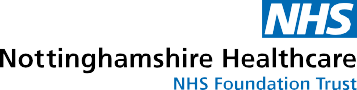 NHS
Nottinghamshire Healthcare
NHS Foundation Trust